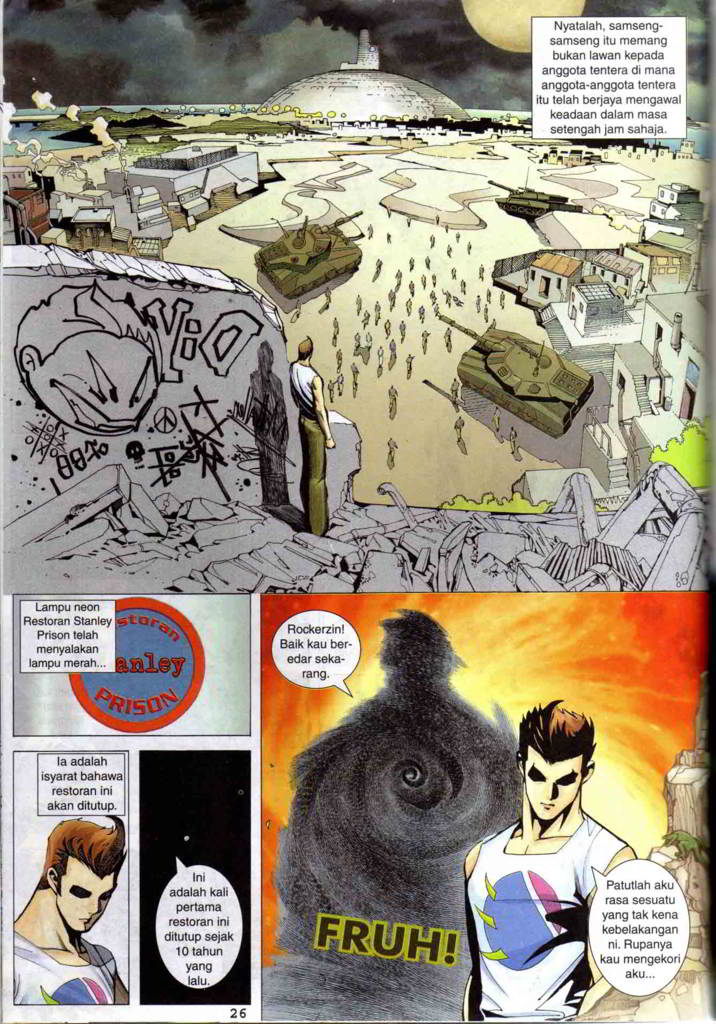 Nyatalah, samseng-
samseng itu memang
bukan lawan kepada
anggota tentera di mana
anggota-anggota tentera
itu telah berjaya mengawal
keadaan dalam masa
setengah jam sahaja.
Lampu neon
Restoran Stanley
Prison telah
menyalakan
lampu merah...
storan
anley
PRISON
Ia adalah
isyarat bahawa
restoran ini
akan ditutup.
Ini
adalah kali
pertama
restoran ini
ditutup sejak
10 tahun
yang
lalu.
Rockerzin!
Baik kau ber-
edar seka-
rang.
FRUH!
Patutlah aku
rasa sesuatu
yang tak kena
kebelakangan
ni. Rupanya
kau mengekori
aku...
26